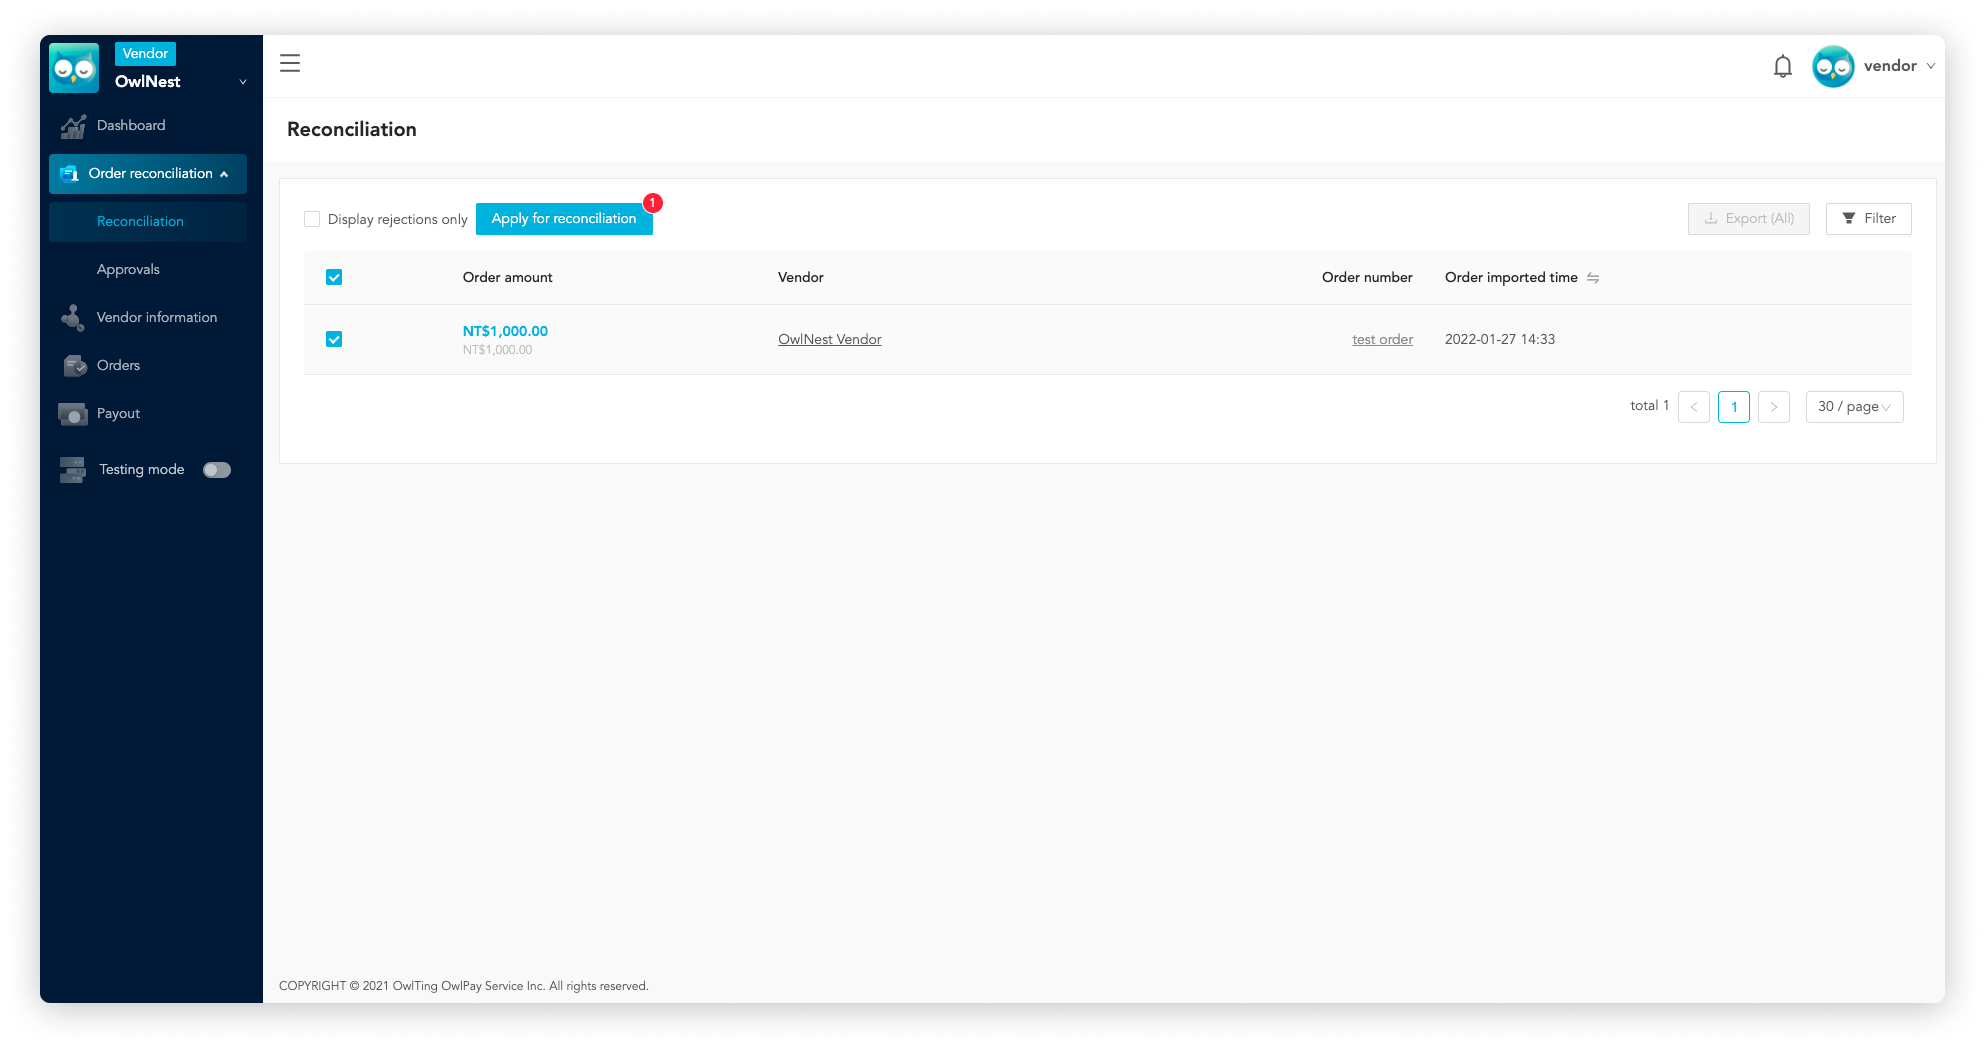 Vendor
OwlNest
vendor
Dashboard
Order reconciliation
Reconciliation
Approvals
Vendor information
Orders
Payout
Testing mode
Reconciliation
Display rejections only
Apply for reconciliation
1
Export (All)
Filter
Order amount Vendor Order number Order imported time
NT$1,000.00
NT$1,000.00
OwlNest Vendor
test order
2022-01-27 14:33
total 1 < 1 > 30 / page
COPYRIGHT © 2021 OwlTing OwlPay Service Inc. All rights reserved.